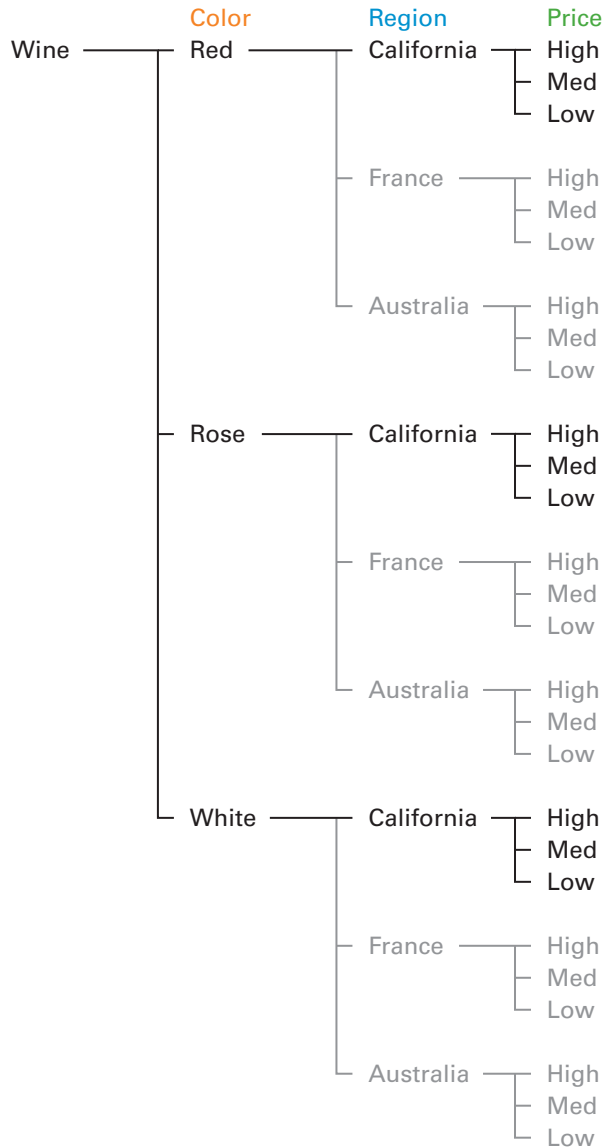 Color Region Price
Wine Red California High
Med
Low
France High
Med
Low
Australia High
Med
Low
Rose California High
Med
Low
France High
Med
Low
Australia High
Med
Low
White California High
Med
Low
France High
Med
Low
Australia High
Med
Low